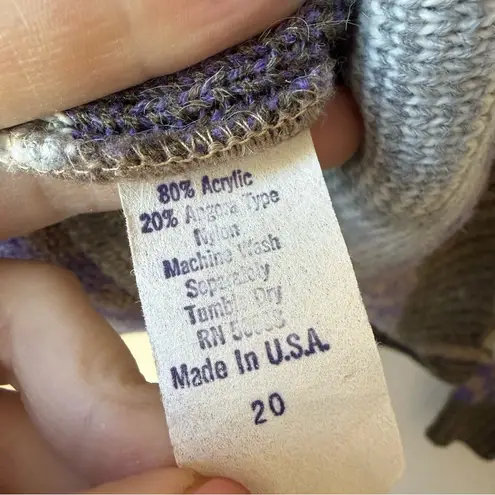 80% Acrylic
20% Angora Type
Nylon
Machine Wash
Separately
Tumble Dry
RN
Made In U.S.A.
20